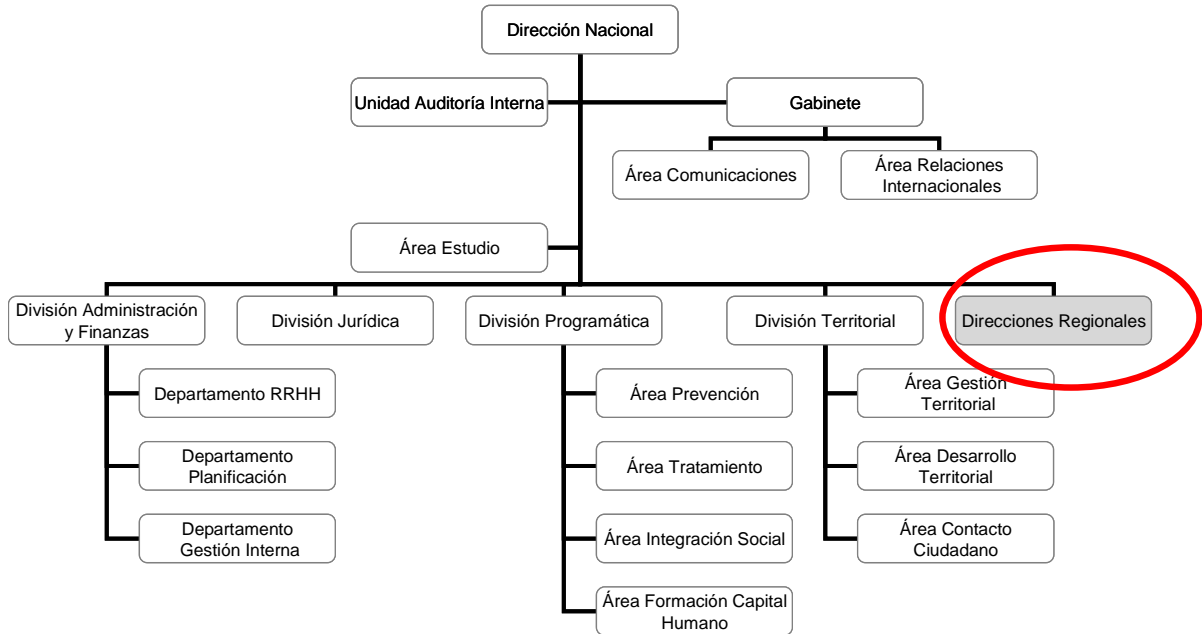 Dirección Nacional
Unidad Auditoría Interna
Gabinete
Área Comunicaciones
Área Relaciones
Internacionales
Área Estudio
División Administración
y Finanzas
División Jurídica
División Programática
División Territorial
Direcciones Regionales
Departamento RRHH
Departamento
Planificación
Departamento
Gestión Interna
Área Prevención
Área Tratamiento
Área Integración Social
Área Formación Capital
Humano
Área Gestión
Territorial
Área Desarrollo
Territorial
Área Contacto
Ciudadano